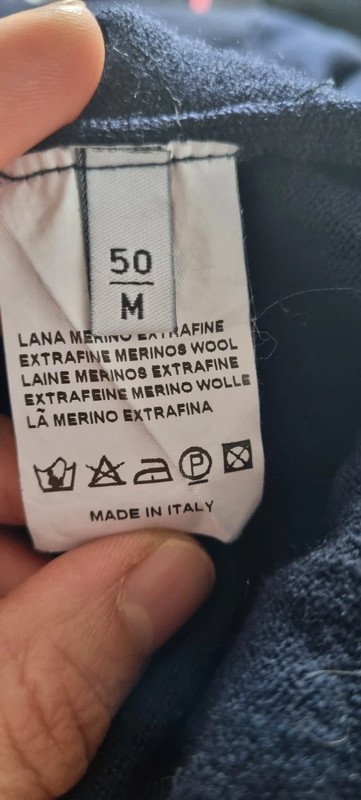 50
M
LANA MERINO EXTRAFINE
EXTRAFINE MERINOS WOOL
LAINE MERINOS EXTRAFINE
EXTRAFEINE MERINO WOLLE
LÃ MERINO EXTRAFINA
P
MADE IN ITALY